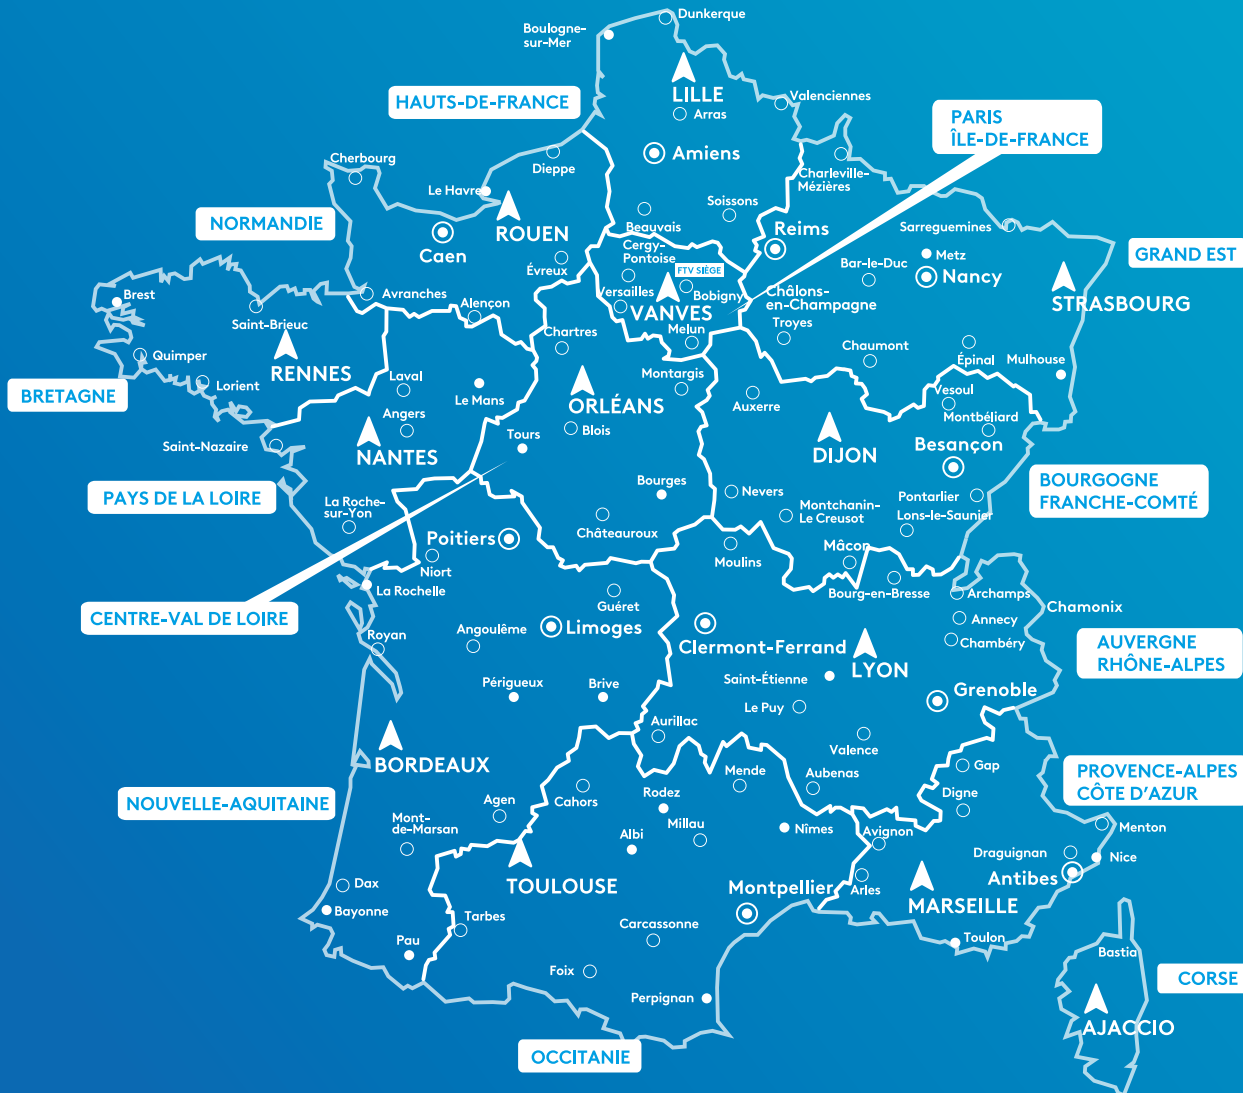 Dunkerque
Boulogne-
sur-Mer
LILLE
HAUTS-DE-FRANCE
Valenciennes
Arras
PARIS
ÎLE-DE-FRANCE
Amiens
Cherbourg
Dieppe
Charleville-
Mézières
Le Havre
Soissons
NORMANDIE
ROUEN
Beauvais
Reims
Sarreguemines
Caen
Cergy-
Pontoise
Metz
GRAND EST
Évreux
FTV SIÈGE
Bar-le-Duc
Nancy
Brest
Avranches
Versailles
Bobigny
Châlons-
en-Champagne
STRASBOURG
Alençon
VANVES
Saint-Brieuc
Troyes
Chartres
Melun
Chaumont
Quimper
Épinal
Mulhouse
RENNES
Laval
Montargis
Lorient
Vesoul
BRETAGNE
Le Mans
ORLÉANS
Auxerre
Angers
Montbéliard
Blois
Saint-Nazaire
Tours
Besançon
NANTES
DIJON
BOURGOGNE
FRANCHE-COMTÉ
Bourges
Nevers
PAYS DE LA LOIRE
Pontarlier
La Roche-
sur-Yon
Montchanin-
Le Creusot
Lons-le-Saunier
Châteauroux
Poitiers
Mâcon
Moulins
Niort
La Rochelle
Bourg-en-Bresse
Archamps
Guéret
Chamonix
CENTRE-VAL DE LOIRE
Annecy
Limoges
Royan
Angoulême
Clermont-Ferrand
Chambéry
AUVERGNE
RHÔNE-ALPES
LYON
Saint-Étienne
Périgueux
Brive
Grenoble
Le Puy
Aurillac
Valence
BORDEAUX
Gap
Mende
Aubenas
PROVENCE-ALPES
CÔTE D'AZUR
NOUVELLE-AQUITAINE
Agen
Cahors
Rodez
Digne
Mont-
de-Marsan
Albi
Millau
Nîmes
Avignon
Menton
Draguignan
Nice
Dax
TOULOUSE
Montpellier
Arles
Antibes
MARSEILLE
Bayonne
Tarbes
Carcassonne
Pau
Toulon
Bastia
Foix
CORSE
Perpignan
AJACCIO
OCCITANIE